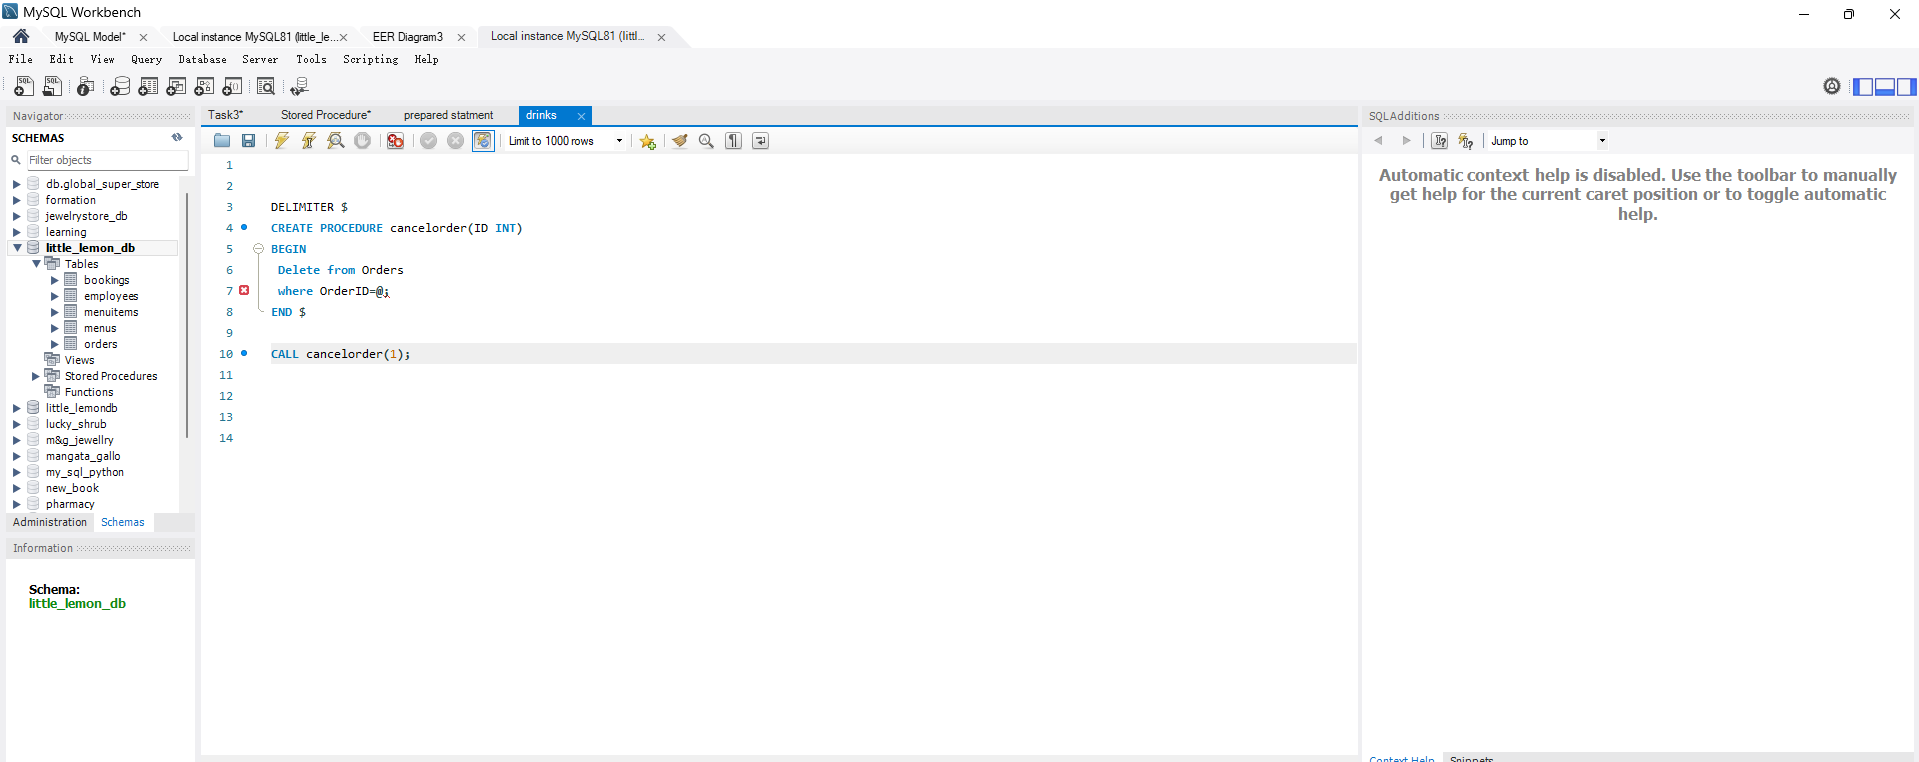 MySQL Workbench
MySQL Model* Local instance MySQL81 (little_le... EER Diagram3 Local instance MySQL81 (littl...
File Edit View Query Database Server Tools Scripting Help
Navigator
SCHEMAS
Filter objects
db.global_super_store
formation
jewelrystore_db
learning
little_lemon_db
Tables
bookings
employees
menuitems
menus
orders
Views
Stored Procedures
Functions
little_lemondb
lucky_shrub
m&g_jewellry
mangata_gallo
my_sql_python
new_book
pharmacy
Administration Schemas
Information
Schema:
little_lemon_db
Task3* Stored Procedure* prepared statment drinks
Limit to 1000 rows
1
2
3 DELIMITER $
4 CREATE PROCEDURE cancelorder(ID INT)
5 BEGIN
6 Delete from Orders
7 where OrderID=@;
8 END $
9
10 CALL cancelorder(1);
11
12
13
14
SQLAdditions
Jump to
Automatic context help is disabled. Use the toolbar to manually
get help for the current caret position or to toggle automatic
help.
Context Help Snippets